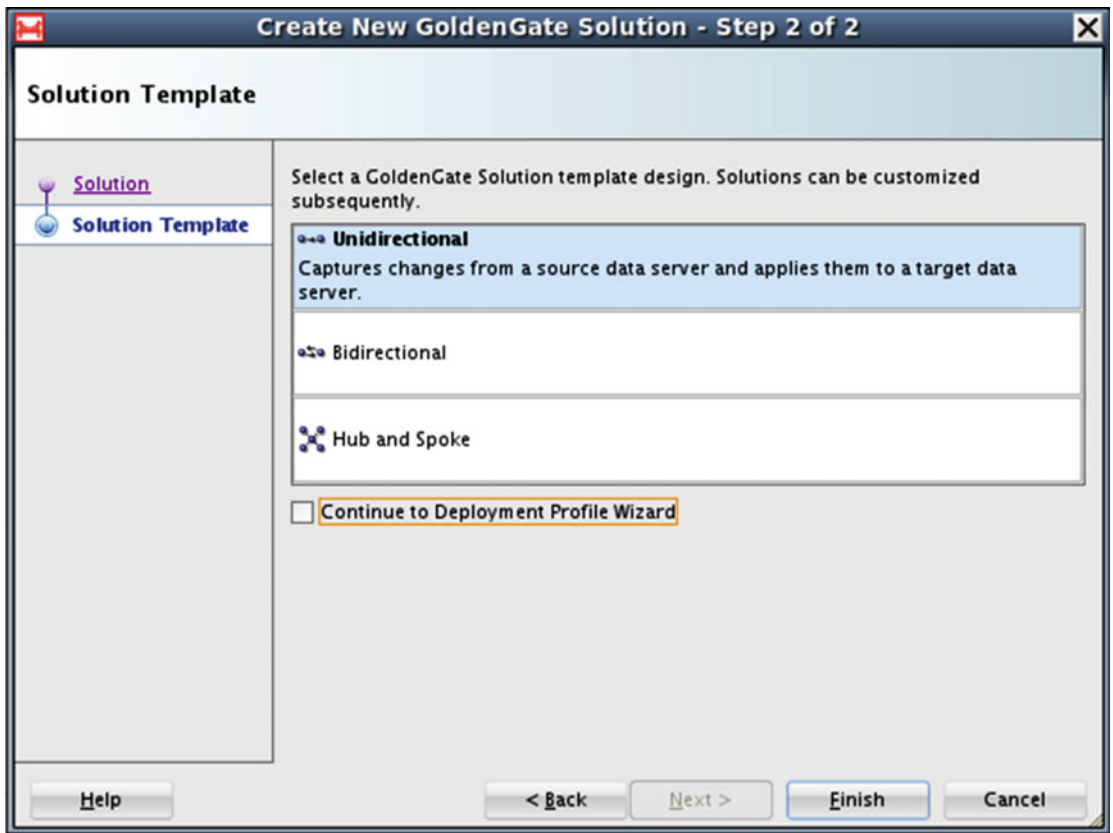 Create New GoldenGate Solution - Step 2 of 2
Solution Template
Solution
Solution Template
Select a GoldenGate Solution template design. Solutions can be customized
subsequently.
Unidirectional
Captures changes from a source data server and applies them to a target data
server.
Bidirectional
Hub and Spoke
Continue to Deployment Profile Wizard
Help
< Back
Next >
Finish
Cancel